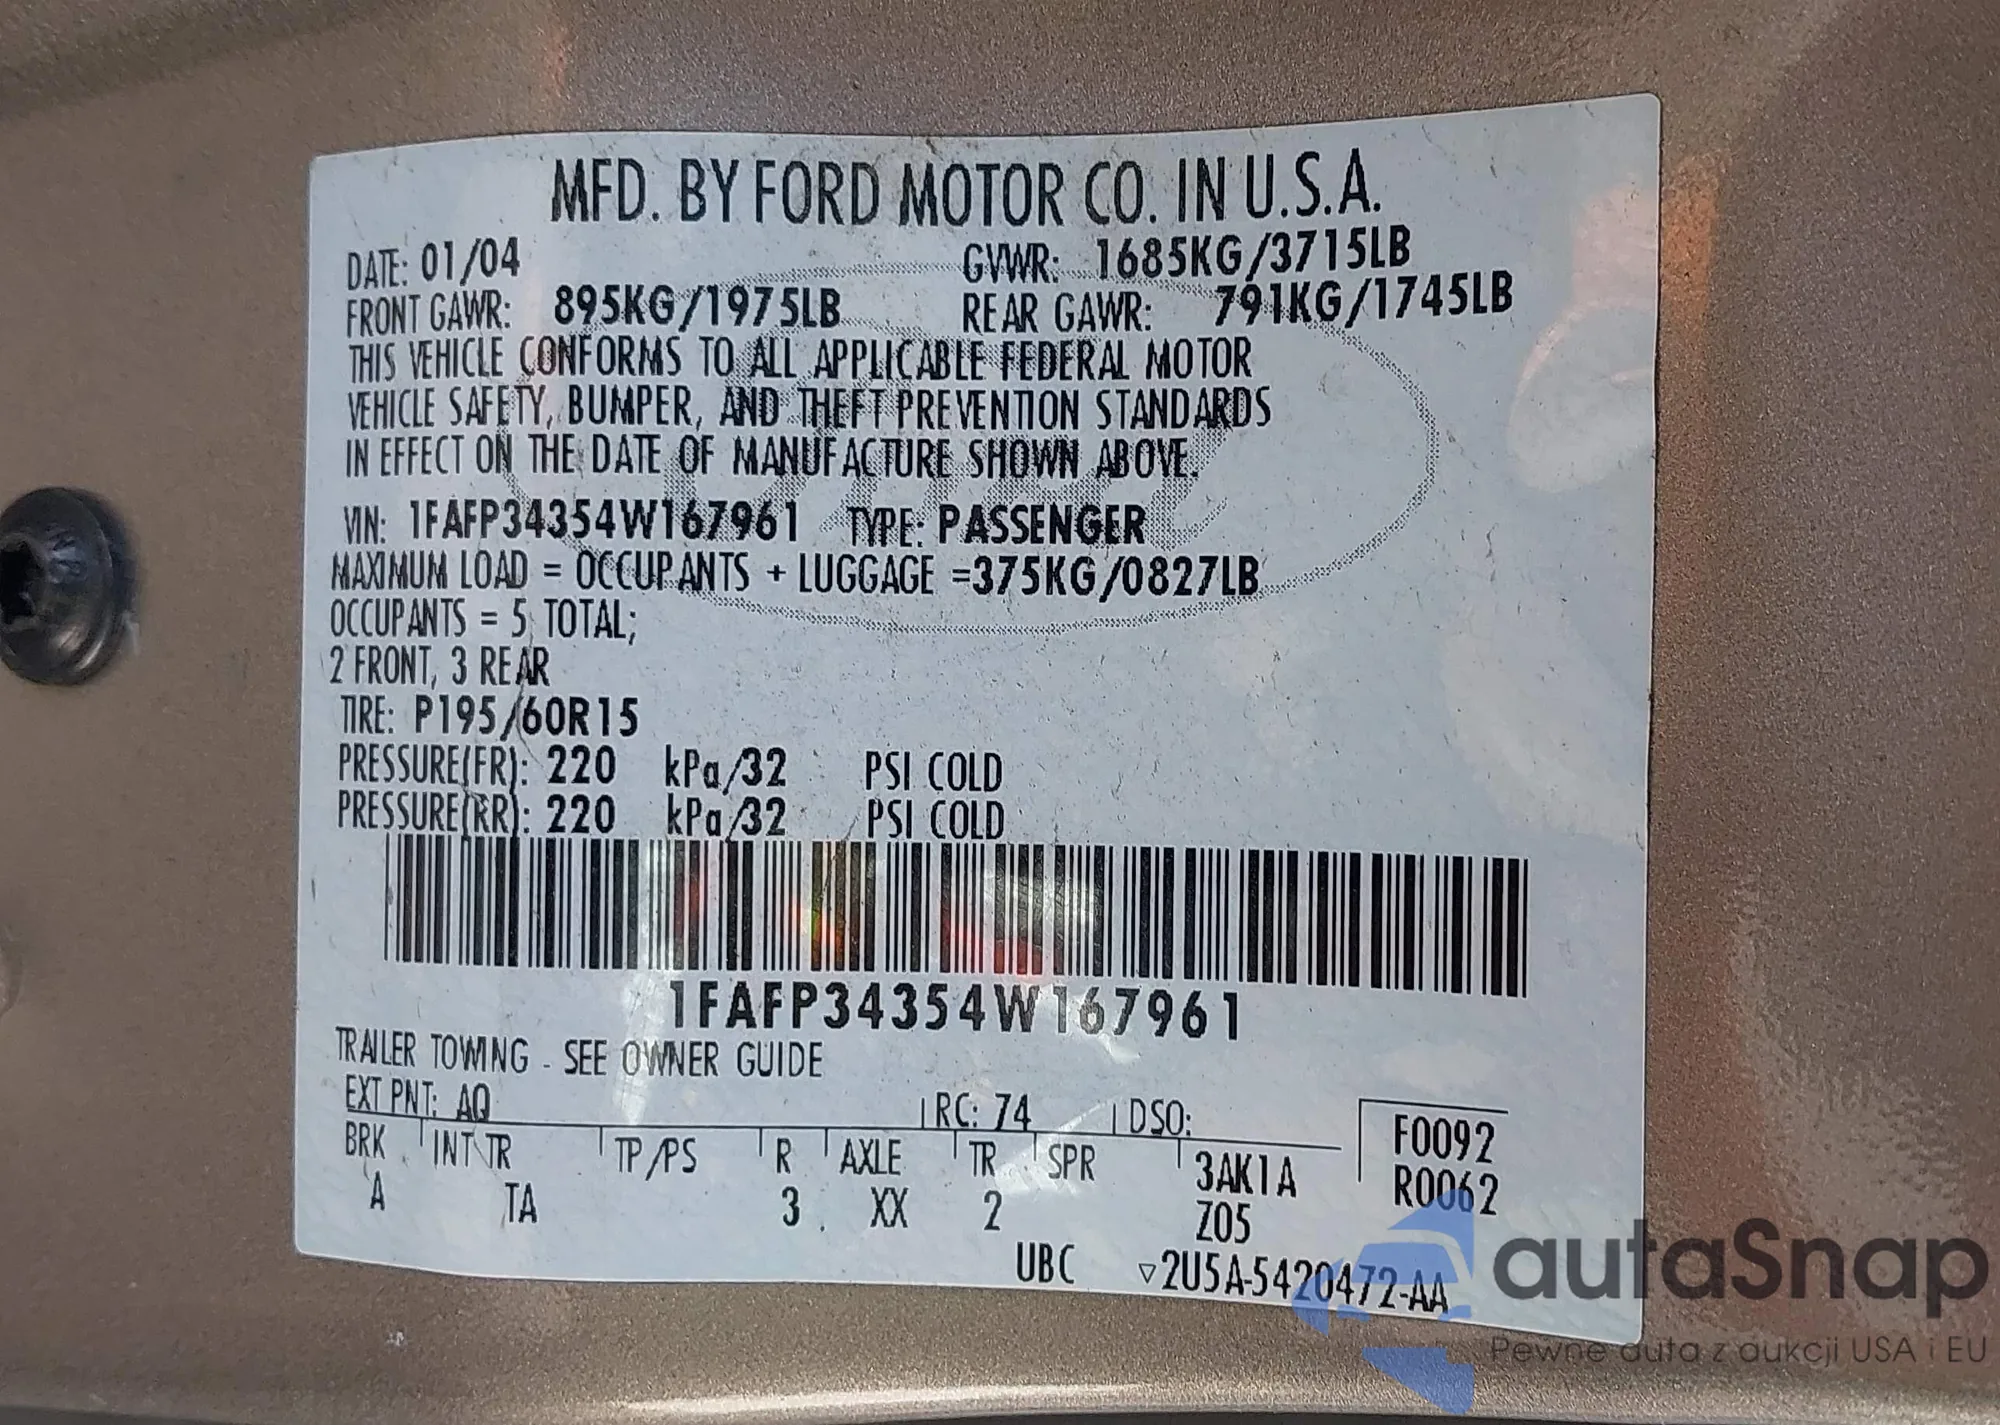 MFD. BY FORD MOTOR CO. IN U.S.A.
DATE: 01/04 GVWR: 1685KG/3715LB
FRONT GAWR: 895KG/1975LB REAR GAWR: 791KG/1745LB
THIS VEHICLE CONFORMS TO ALL APPLICABLE FEDERAL MOTOR
VEHICLE SAFETY, BUMPER, AND THEFT PREVENTION STANDARDS
IN EFFECT ON THE DATE OF MANUFACTURE SHOWN ABOVE.
VIN: 1FAFP34354W167961 TYPE: PASSENGER
MAXIMUM LOAD = OCCUPANTS + LUGGAGE =375KG/0827LB
OCCUPANTS = 5 TOTAL;
2 FRONT, 3 REAR
TIRE: P195/60R15
PRESSURE(FR): 220 kPa/32 PSI COLD
PRESSURE(RR): 220 kPa/32 PSI COLD
1FAFP34354W167961
TRAILER TOWING - SEE OWNER GUIDE
EXT PNT: AQ RC: 74 DSO:
F0092
BRK INT TR TP/PS R AXLE TR SPR 3AK1A R0062
A TA 3 XX 2 Z05
UBC ▽2U5A-5420472-AA
autaSnap
Pewne auta z aukcji USA i EU